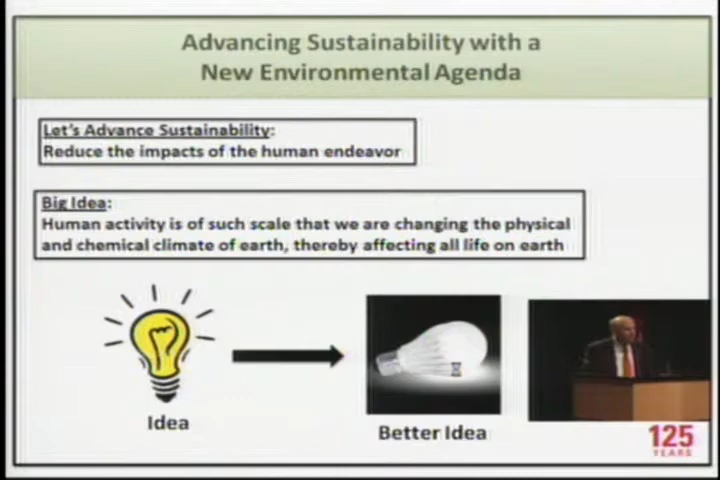 Advancing Sustainability with a
New Environmental Agenda
Let's Advance Sustainability:
Reduce the impacts of the human endeavor
Big Idea:
Human activity is of such scale that we are changing the physical
and chemical climate of earth, thereby affecting all life on earth
Idea
Better Idea
125
YEARS